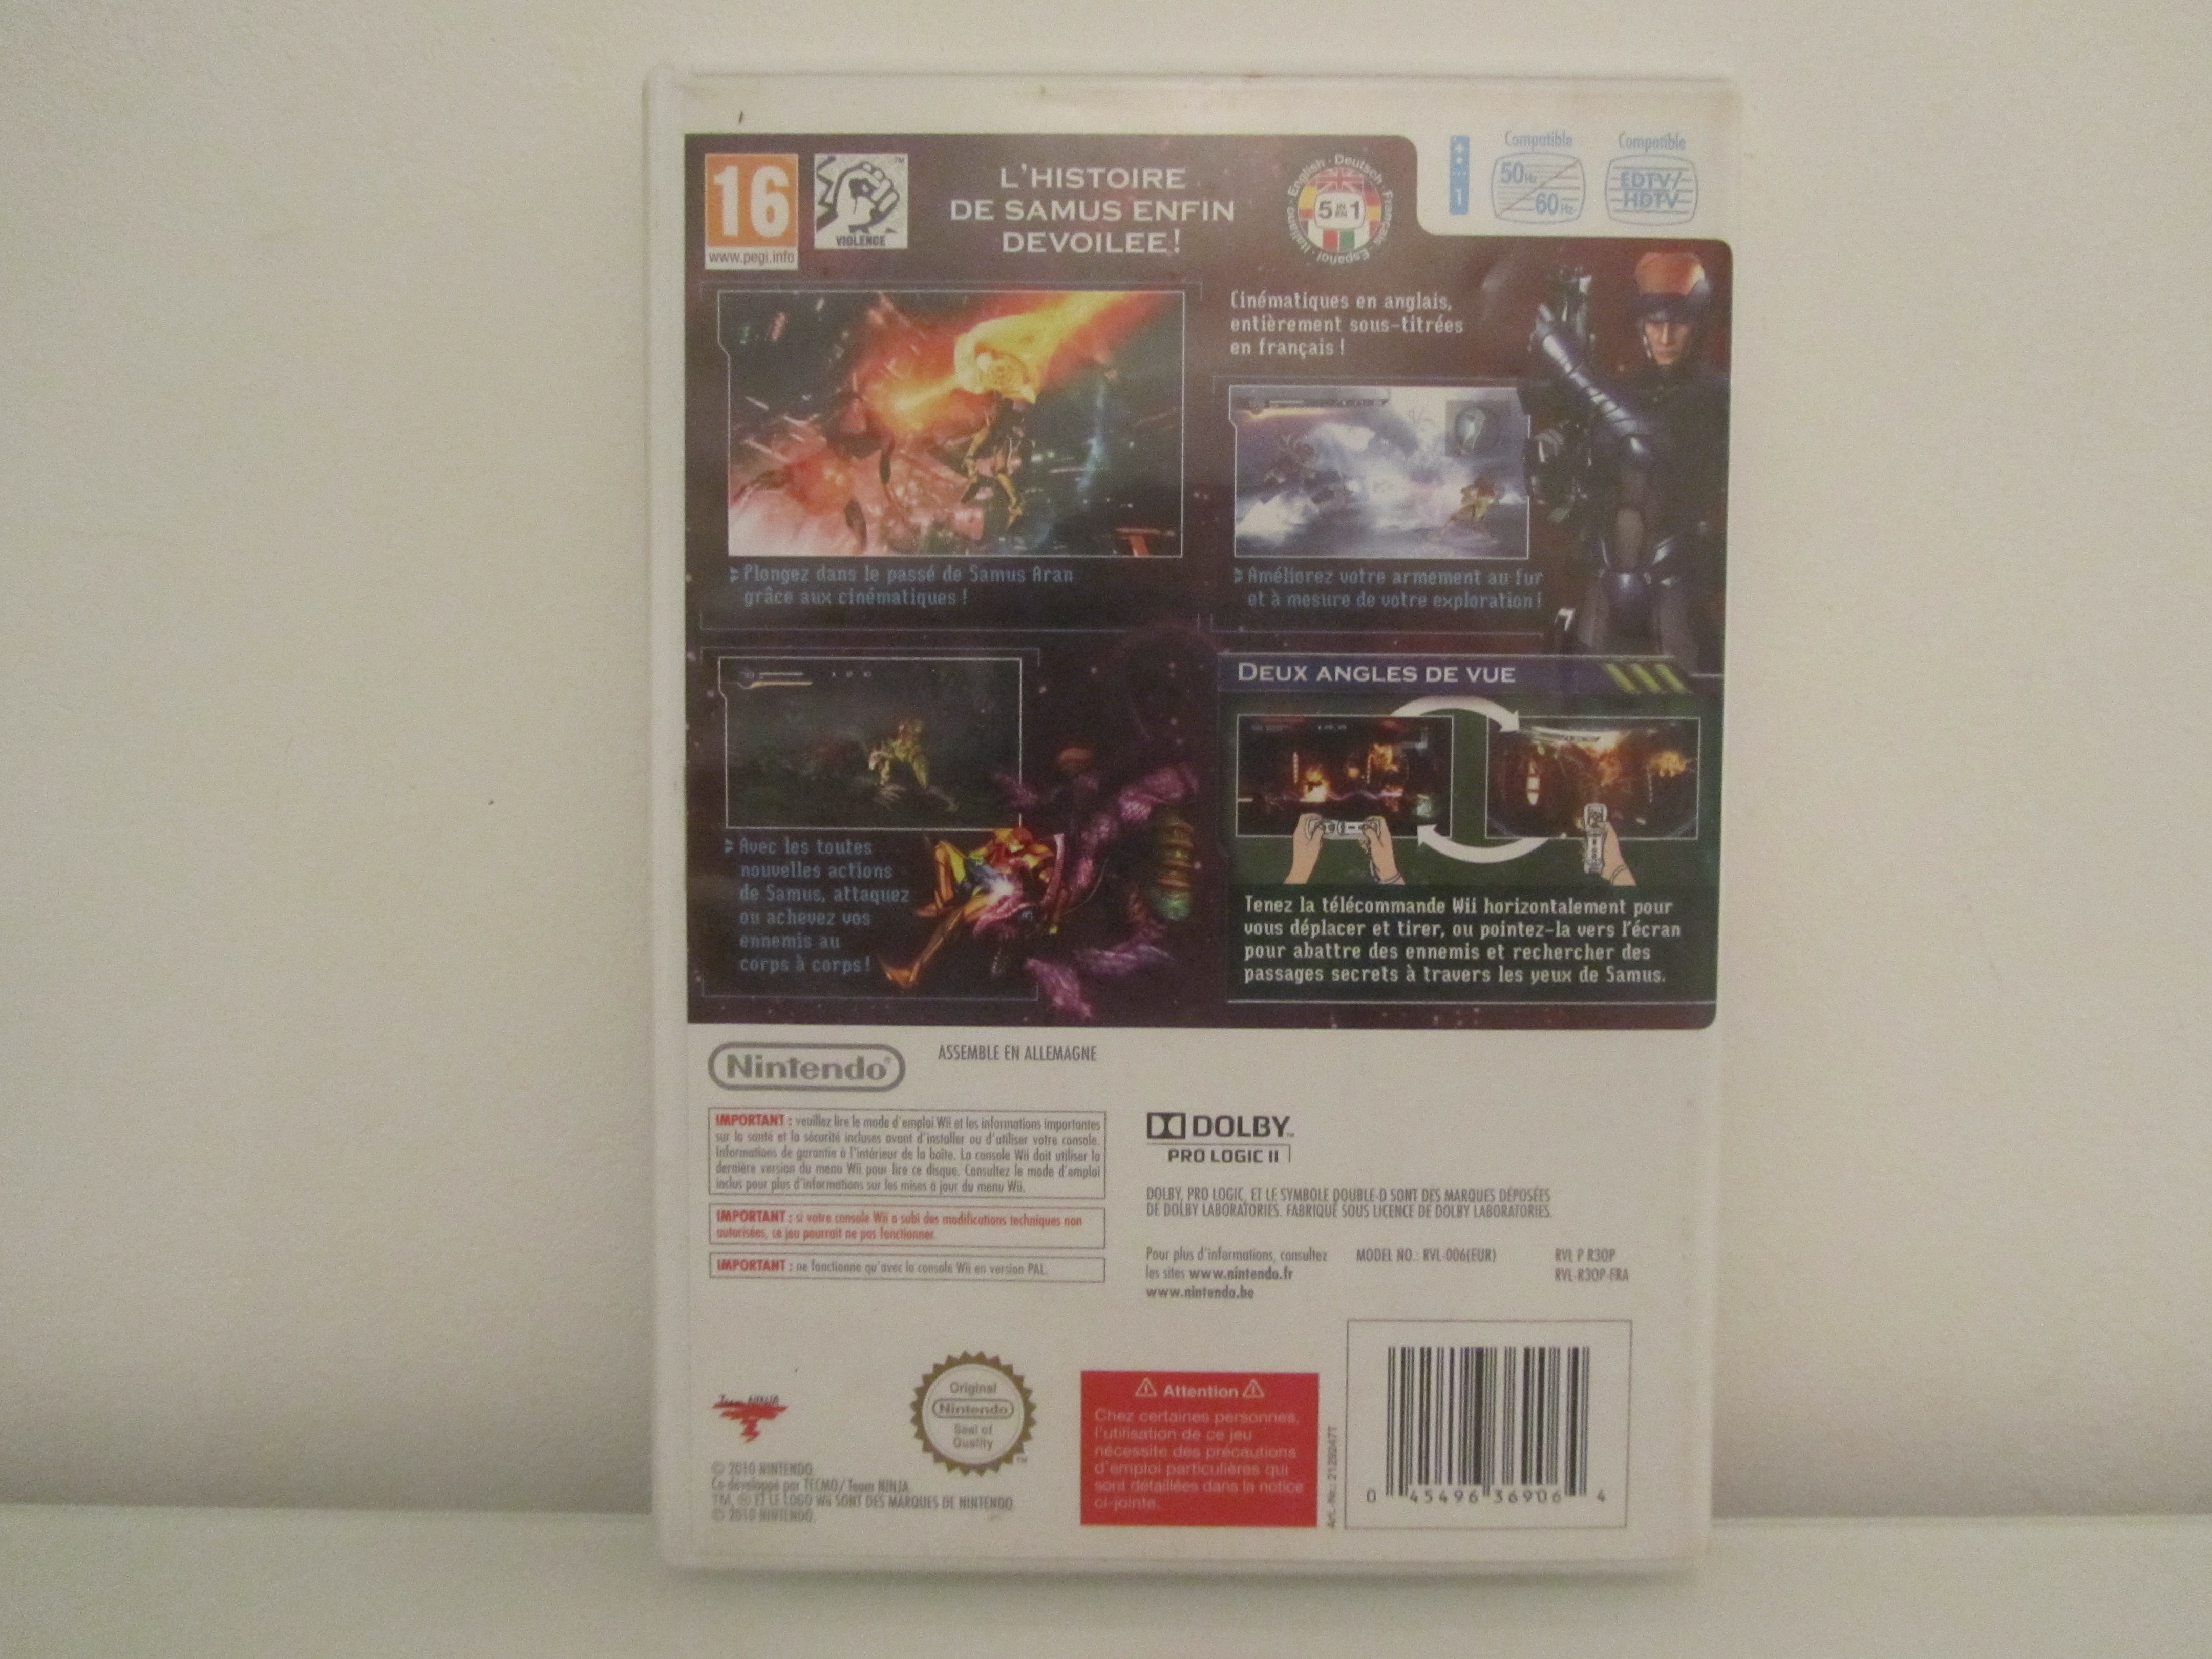 16
www.pegi.info
VIOLENCE
L'HISTOIRE
DE SAMUS ENFIN
DEVOILEE!
English · Deutsch · Français · Español · Italiano
5 IN 1
Compatible
50Hz
60Hz
Compatible
EDTV/
HDTV
1
Cinématiques en anglais,
entièrement sous-titrées
en français !
Plongez dans le passé de Samus Aran
grâce aux cinématiques !
Améliorez votre armement au fur
et à mesure de votre exploration !
Avec les toutes
nouvelles actions
de Samus, attaquez
ou achevez vos
ennemis au
corps à corps !
DEUX ANGLES DE VUE
Tenez la télécommande Wii horizontalement pour
vous déplacer et tirer, ou pointez-la vers l'écran
pour abattre des ennemis et rechercher des
passages secrets à travers les yeux de Samus.
Nintendo®
ASSEMBLE EN ALLEMAGNE
IMPORTANT : veuillez lire le mode d'emploi Wii et les informations importantes
sur la santé et la sécurité incluses avant d'installer ou d'utiliser votre console.
Informations de garantie à l'intérieur de la boîte. La console Wii doit utiliser la
dernière version du menu Wii pour lire ce disque. Consultez le mode d'emploi
inclus pour plus d'informations sur les mises à jour du menu Wii.
IMPORTANT : si votre console Wii a subi des modifications techniques non
autorisées, ce jeu pourrait ne pas fonctionner.
IMPORTANT : ne fonctionne qu'avec la console Wii en version PAL.
DOLBY™
PRO LOGIC II
DOLBY, PRO LOGIC, ET LE SYMBOLE DOUBLE-D SONT DES MARQUES DÉPOSÉES
DE DOLBY LABORATORIES. FABRIQUÉ SOUS LICENCE DE DOLBY LABORATORIES.
Pour plus d'informations, consultez
les sites www.nintendo.fr
www.nintendo.be
MODEL NO.: RVL-006(EUR)
RVL P R3OP
RVL-R3OP-FRA
Team NINJA
Original
Nintendo
Seal of
Quality
™
Attention
Chez certaines personnes,
l'utilisation de ce jeu
nécessite des précautions
d'emploi particulières qui
sont détaillées dans la notice
ci-jointe.
© 2010 NINTENDO.
Co-développé par TECMO/Team NINJA
TM, ® ET LE LOGO Wii SONT DES MARQUES DE NINTENDO.
© 2010 NINTENDO.
Art.-Nr.: 2129247T
0 45496 36906 4